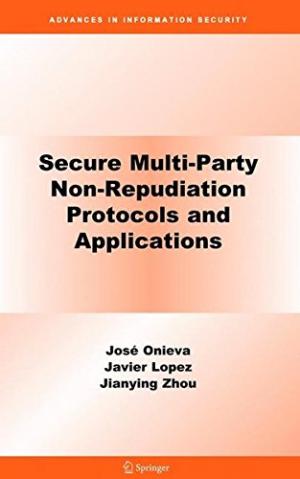 ADVANCES IN INFORMATION SECURITY
Secure Multi-Party
Non-Repudiation
Protocols and
Applications
José Onieva
Javier Lopez
Jianying Zhou
Springer